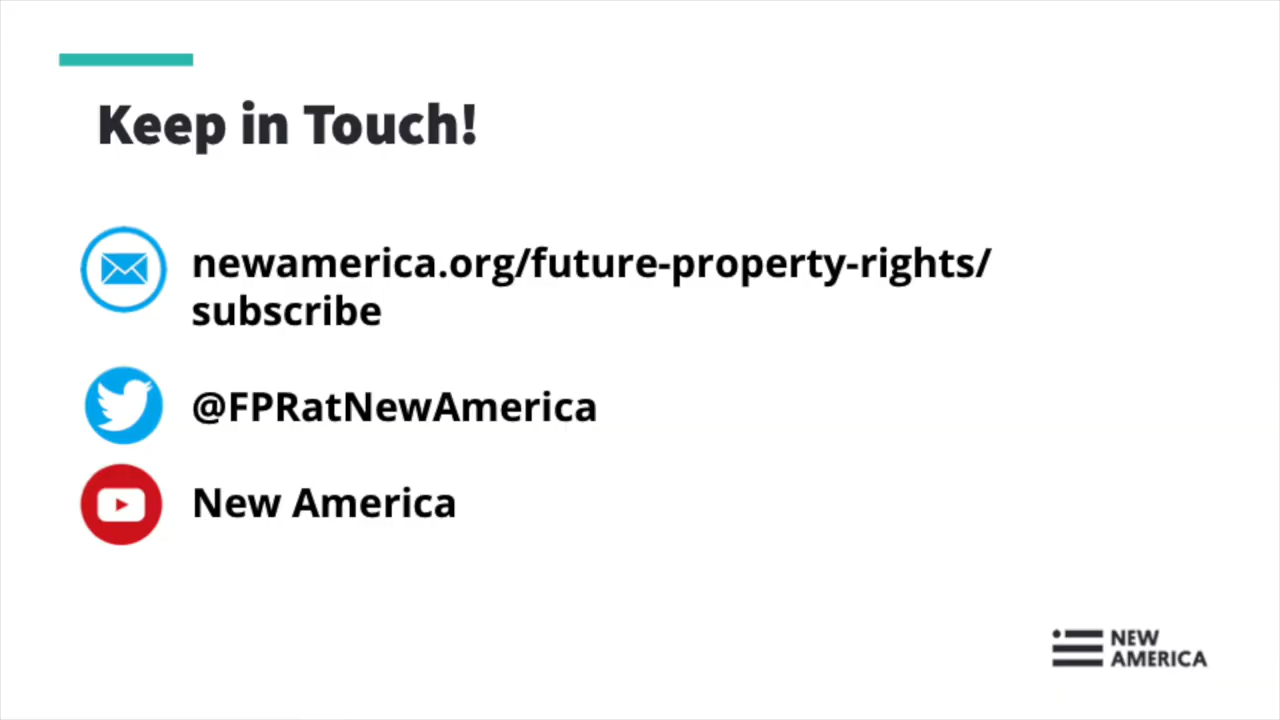 Keep in Touch!
newamerica.org/future-property-rights/
subscribe
@FPRatNewAmerica
New America
NEW
AMERICA